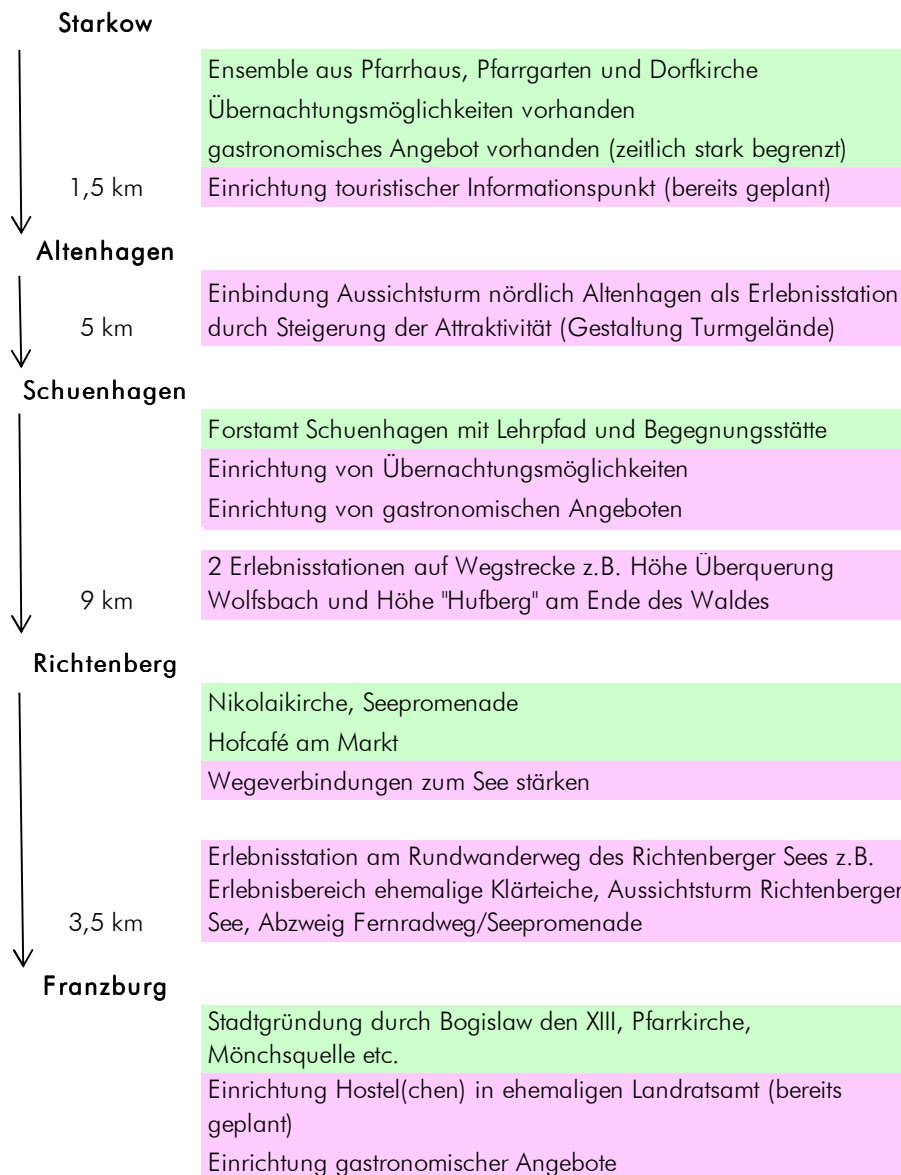 Starkow
Ensemble aus Pfarrhaus, Pfarrgarten und Dorfkirche
Übernachtungsmöglichkeiten vorhanden
gastronomisches Angebot vorhanden (zeitlich stark begrenzt)
1,5 km
Einrichtung touristischer Informationspunkt (bereits geplant)
Altenhagen
Einbindung Aussichtsturm nördlich Altenhagen als Erlebnisstation
5 km
durch Steigerung der Attraktivität (Gestaltung Turmgelände)
Schuenhagen
Forstamt Schuenhagen mit Lehrpfad und Begegnungsstätte
Einrichtung von Übernachtungsmöglichkeiten
Einrichtung von gastronomischen Angeboten
2 Erlebnisstationen auf Wegstrecke z.B. Höhe Überquerung
9 km
Wolfsbach und Höhe "Hufberg" am Ende des Waldes
Richtenberg
Nikolaikirche, Seepromenade
Hofcafé am Markt
Wegeverbindungen zum See stärken
Erlebnisstation am Rundwanderweg des Richtenberger Sees z.B.
Erlebnisbereich ehemalige Klärteiche, Aussichtsturm Richtenberger
3,5 km
See, Abzweig Fernradweg/Seepromenade
Franzburg
Stadtgründung durch Bogislaw den XIII, Pfarrkirche,
Mönchsquelle etc.
Einrichtung Hostel(chen) in ehemaligen Landratsamt (bereits
geplant)
Einrichtung gastronomischer Angebote